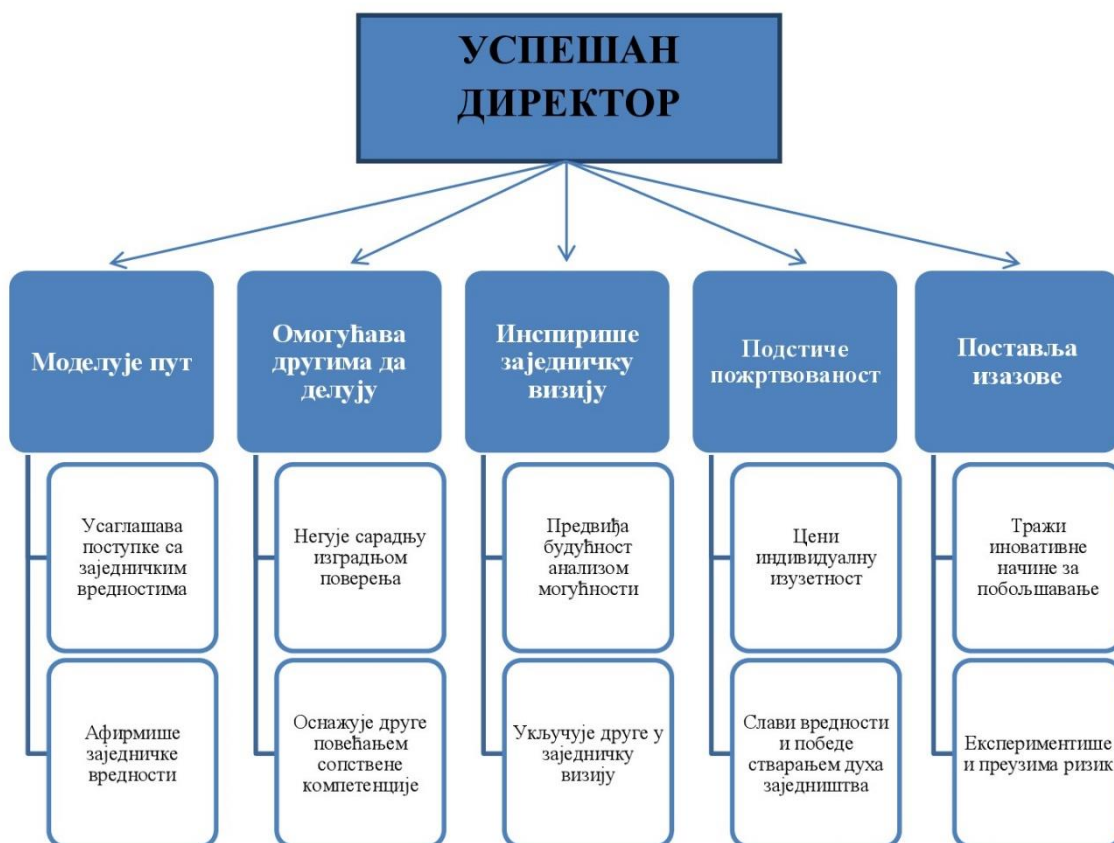 УСПЕШАН
ДИРЕКТОР
Моделује пут
Омогућава
другима да
делују
Инспирише
заједничку
визију
Подстиче
пожртвованост
Поставља
изазове
Усаглашава
поступке са
заједничким
вредностима
Негује сарадњу
изградњом
поверења
Предвиђа
будућност
анализом
могућности
Цени
индивидуалну
изузетност
Тражи
иновативне
начине за
побољшавање
Афирмише
заједничке
вредности
Оснажује друге
повећањем
сопствене
компетенције
Укључује друге у
заједничку
визију
Слави вредности
и победе
стварањем духа
заједништва
Експериментише
и преузима ризик